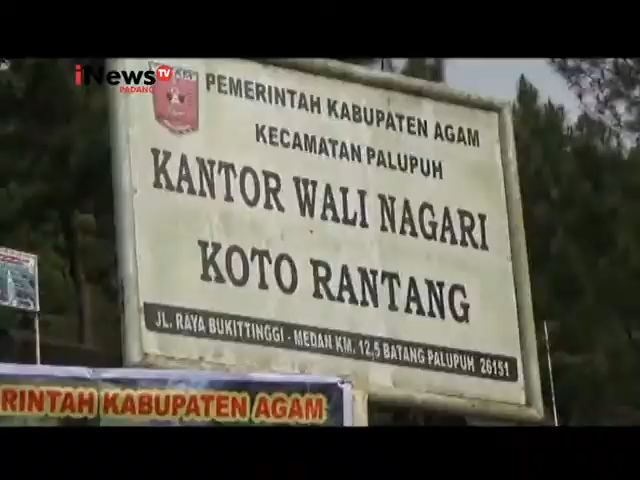 iNews TV
PADANG
PEMERINTAH KABUPATEN AGAM
KECAMATAN PALUPUH
KANTOR WALI NAGARI
KOTO RANTANG
JL. RAYA BUKITTINGGI - MEDAN KM. 12,5 BATANG PALUPUH 26151
RINTAH KABUPATEN AGAM